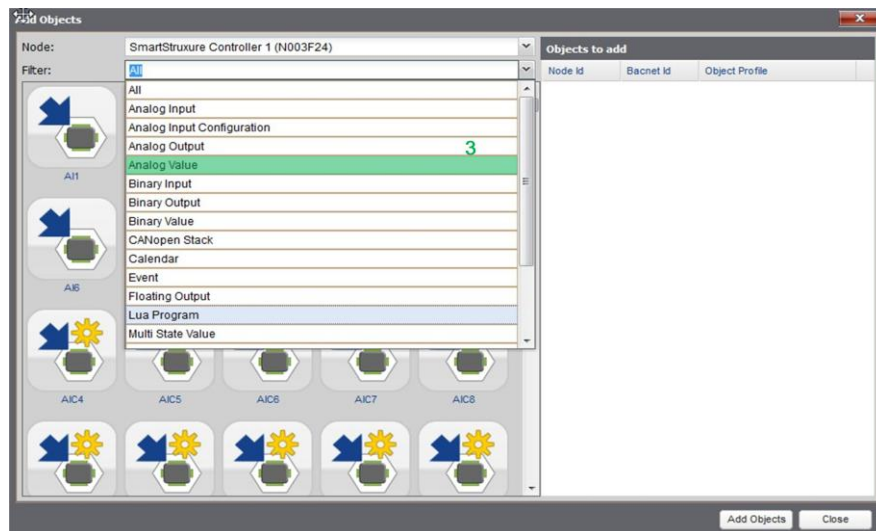 Add Objects
Node: SmartStruxure Controller 1 (N003F24)
Filter: All
Objects to add
Node Id Bacnet Id Object Profile
All
Analog Input
Analog Input Configuration
Analog Output
3
Analog Value
Binary Input
Binary Output
Binary Value
CANopen Stack
Calendar
Event
Floating Output
Lua Program
Multi State Value
AI1
AI6
AIC4 AIC5 AIC6 AIC7 AIC8
Add Objects Close